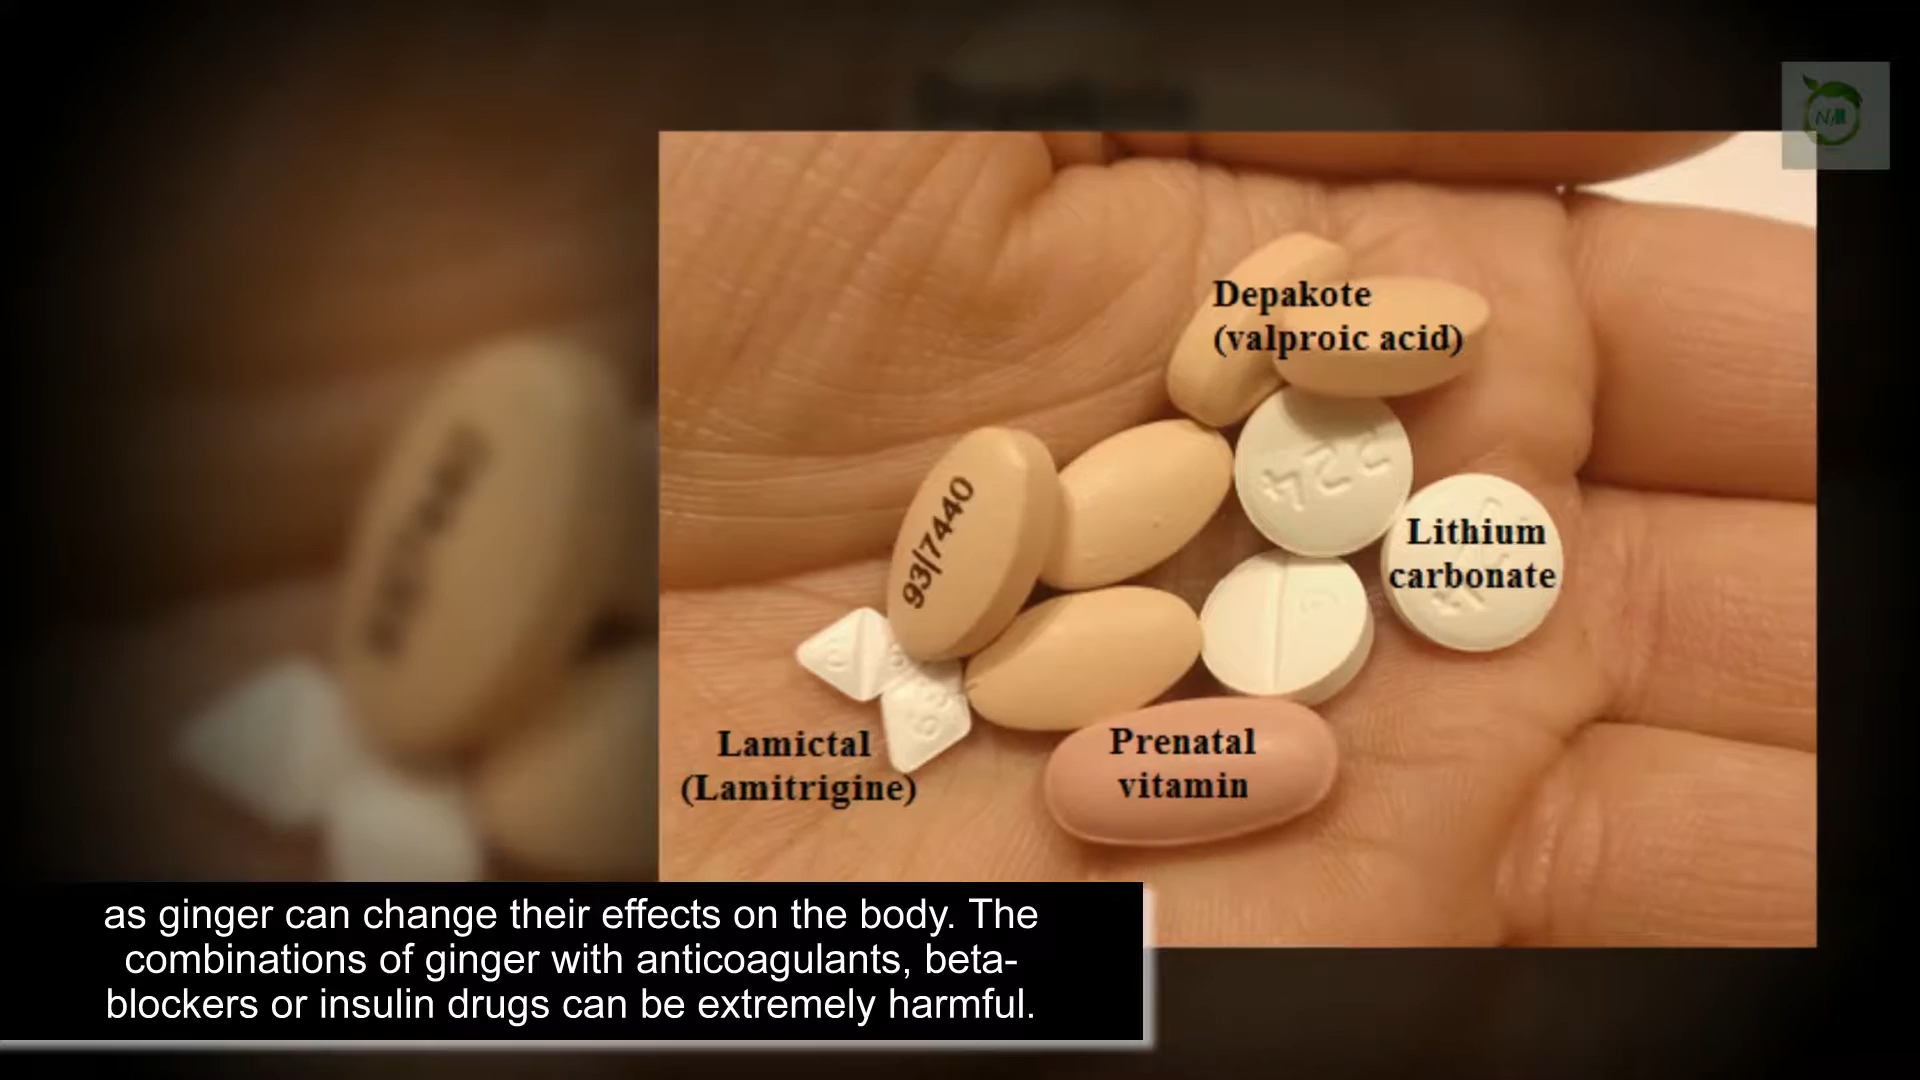 Depakote
(valproic acid)
Lithium
carbonate
93|7440
Lamictal
(Lamitrigine)
Prenatal
vitamin
as ginger can change their effects on the body. The
combinations of ginger with anticoagulants, beta-
blockers or insulin drugs can be extremely harmful.